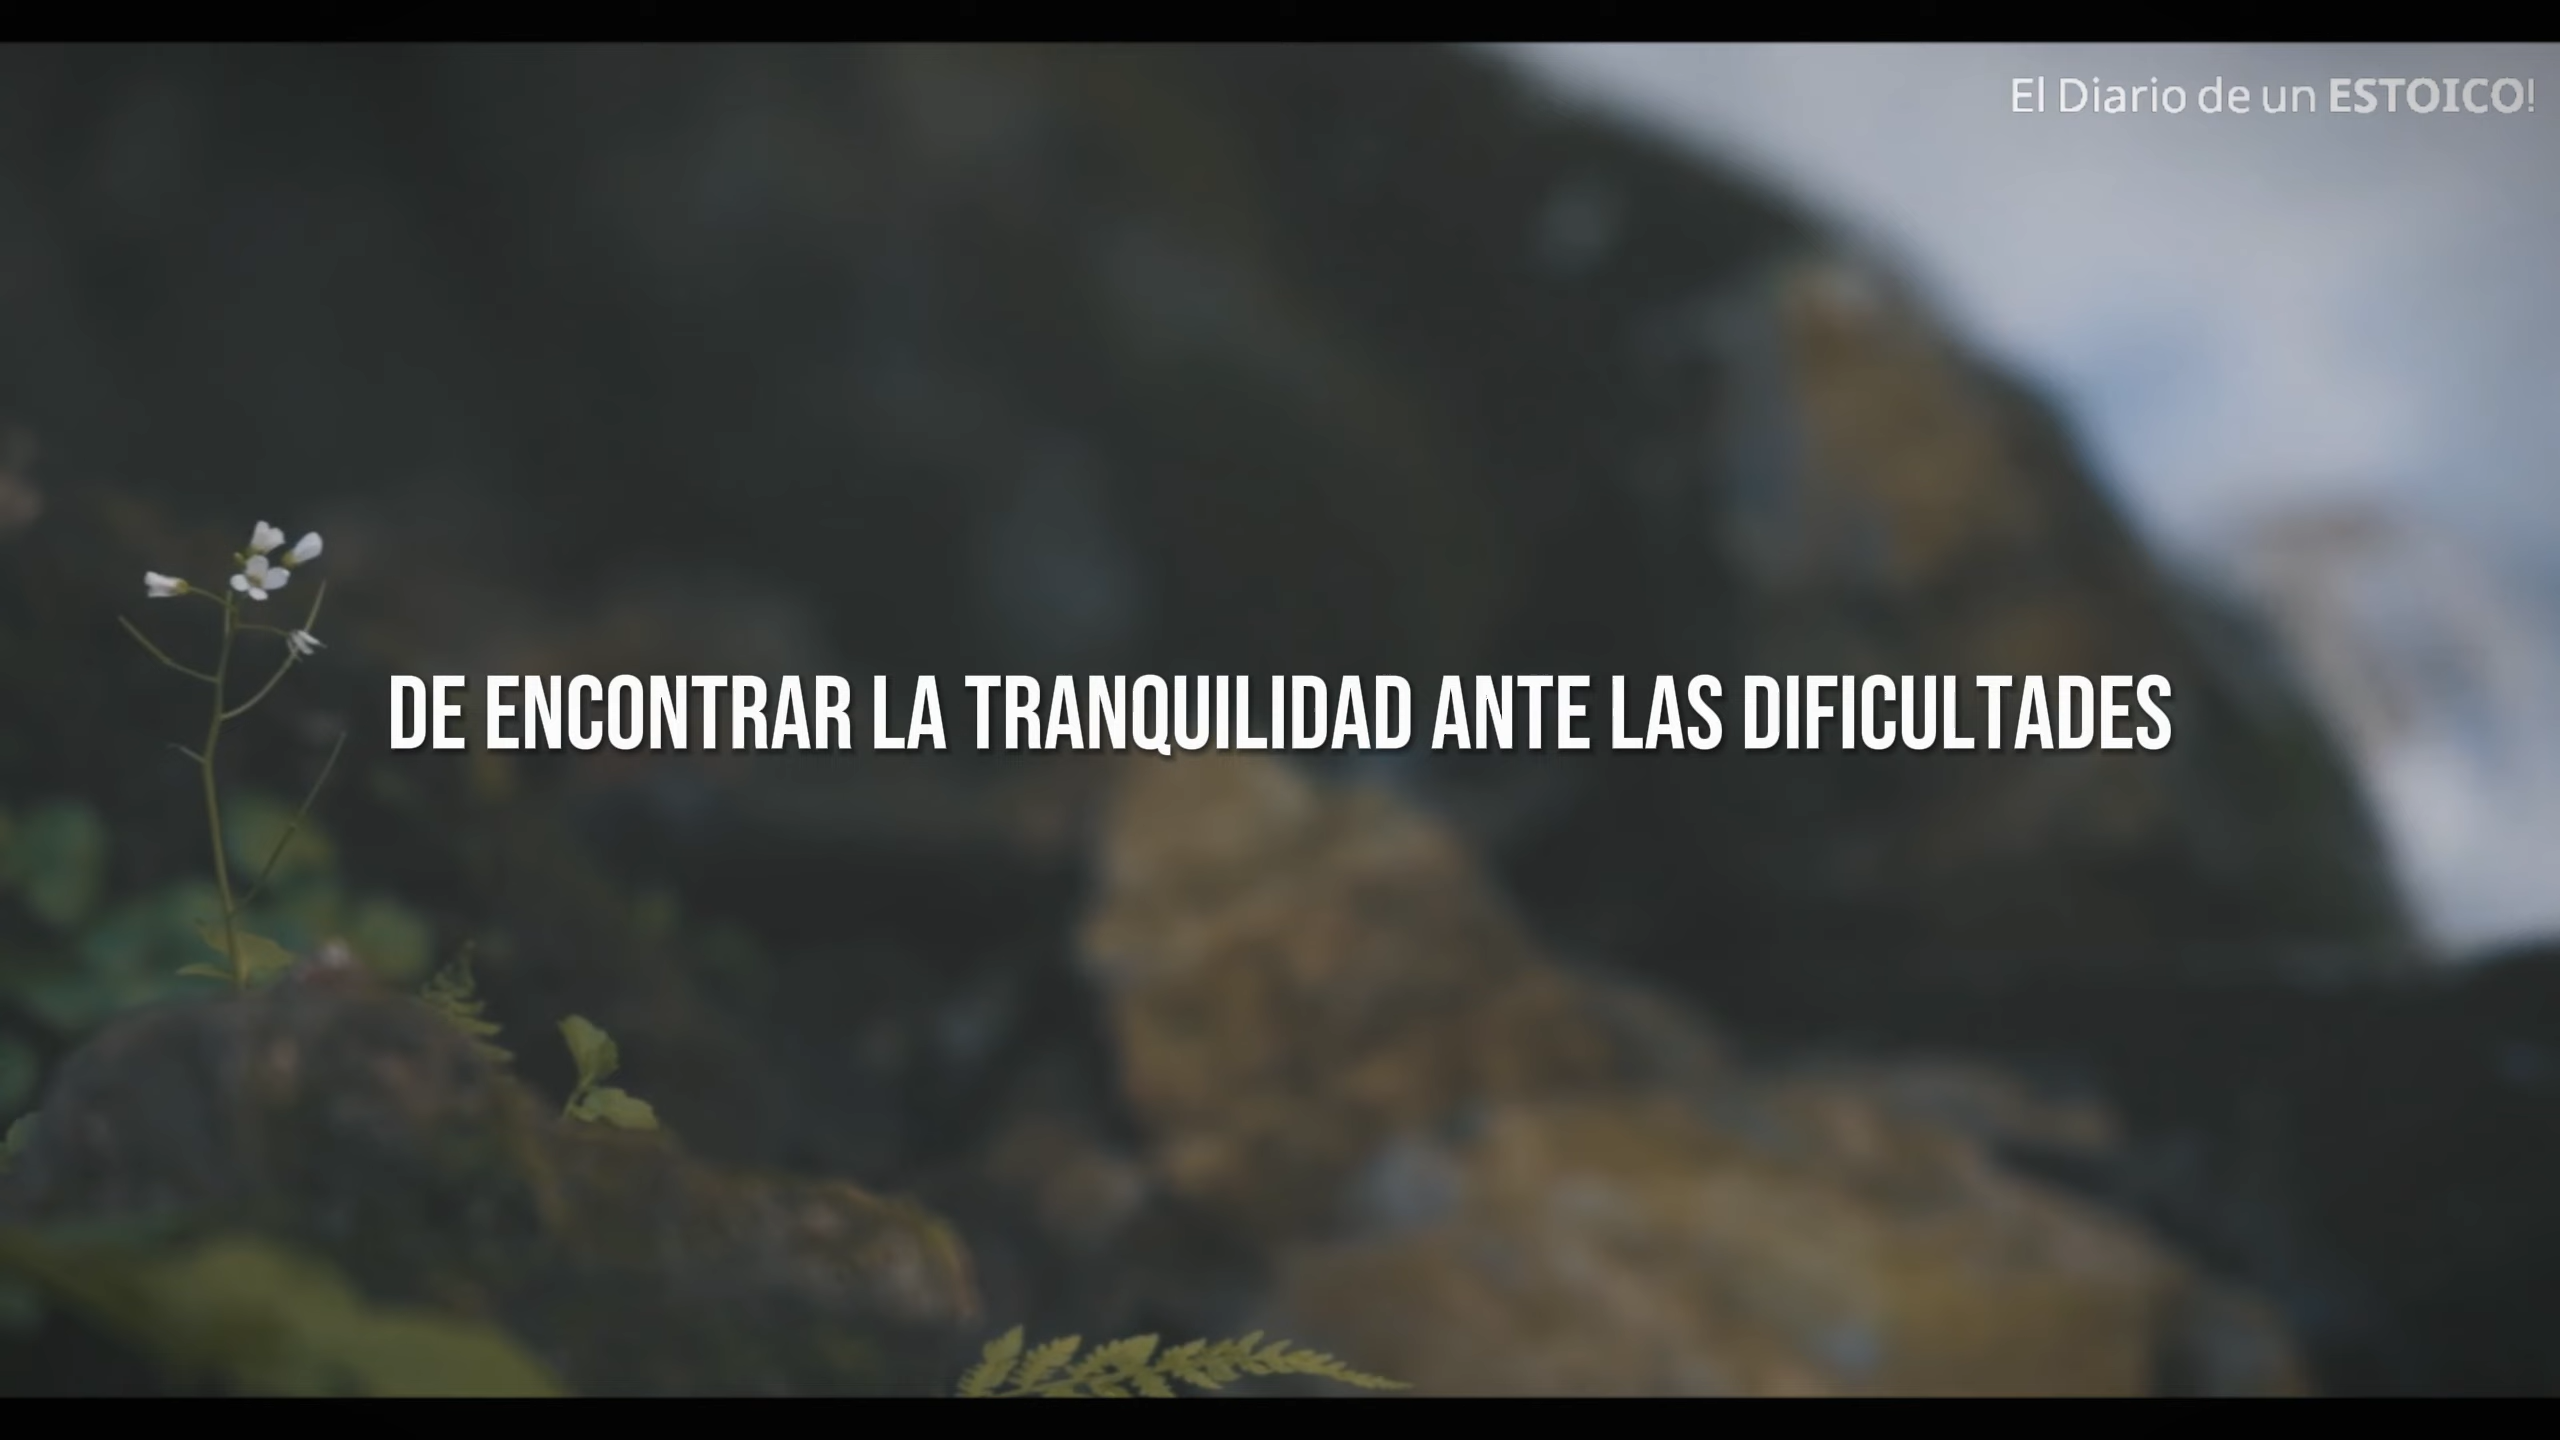 El Diario de un ESTOICO!
DE ENCONTRAR LA TRANQUILIDAD ANTE LAS DIFICULTADES